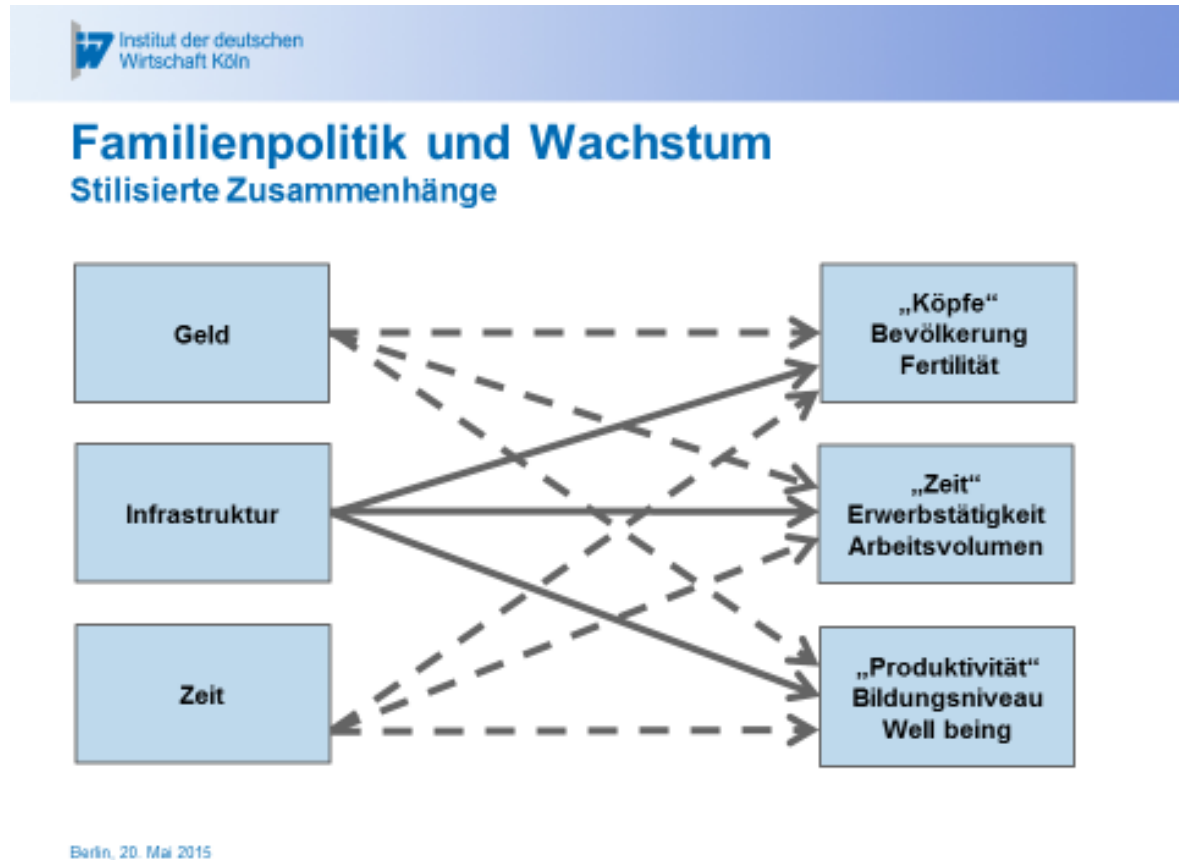 Institut der deutschen
Wirtschaft Köln
Familienpolitik und Wachstum
Stilisierte Zusammenhänge
Geld
Infrastruktur
Zeit
„Köpfe“
Bevölkerung
Fertilität
„Zeit“
Erwerbstätigkeit
Arbeitsvolumen
„Produktivität“
Bildungsniveau
Well being
Berlin, 20. Mai 2015